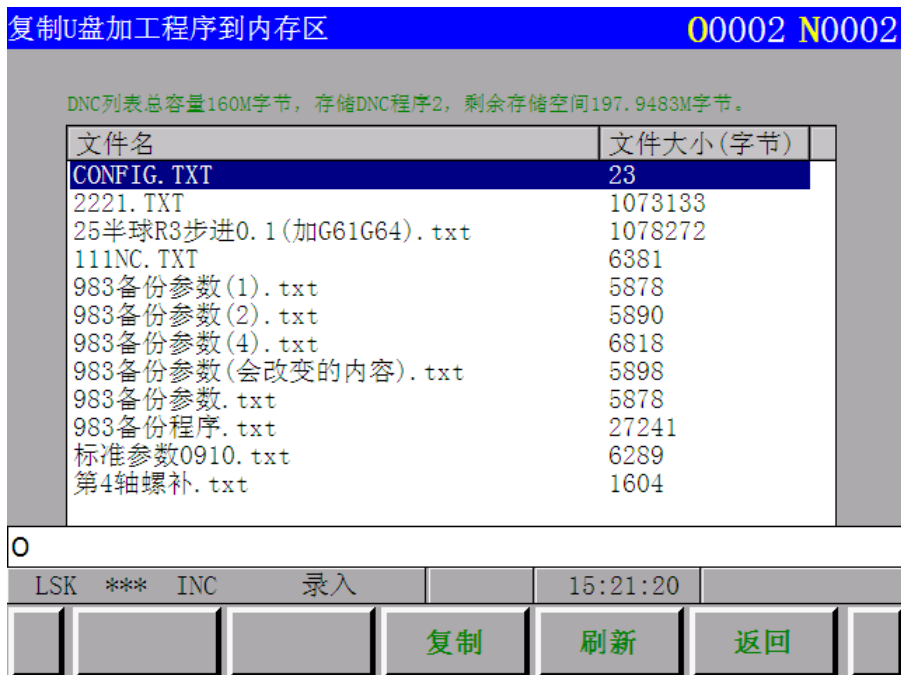 复制U盘加工程序到内存区 O0002 N0002
DNC列表总容量160M字节，存储DNC程序2，剩余存储空间197.9483M字节。
文件名 文件大小(字节)
CONFIG.TXT 23
2221.TXT 1073133
25半球R3步进0.1(加G61G64).txt 1078272
111NC.TXT 6381
983备份参数(1).txt 5878
983备份参数(2).txt 5890
983备份参数(4).txt 6818
983备份参数(会改变的内容).txt 5898
983备份参数.txt 5878
983备份程序.txt 27241
标准参数0910.txt 6289
第4轴螺补.txt 1604
O
LSK *** INC 录入 15:21:20
复制 刷新 返回